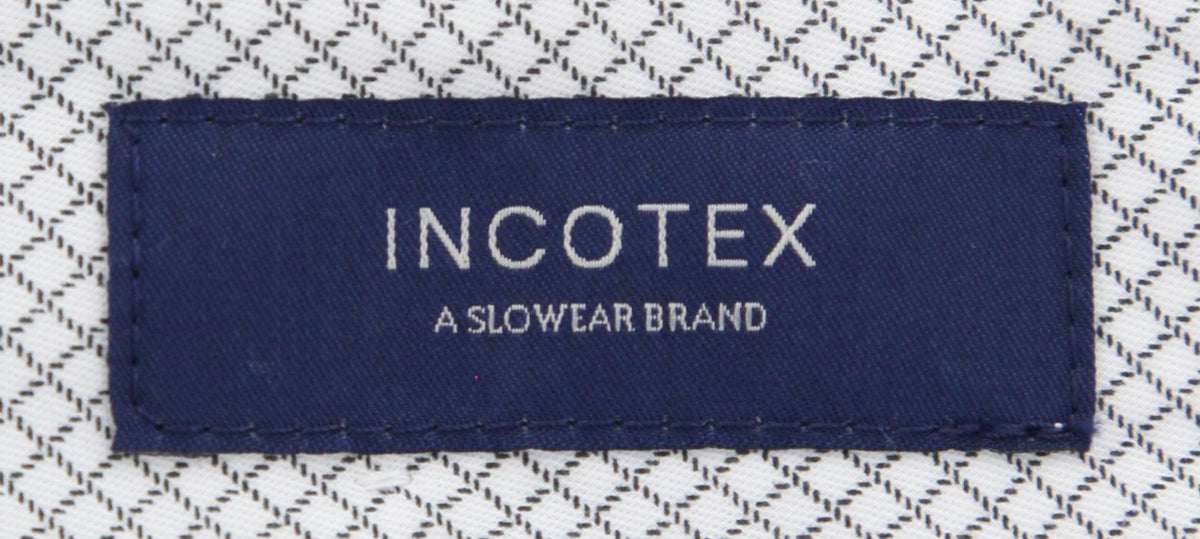 INCOTEX
A SLOWEAR BRAND